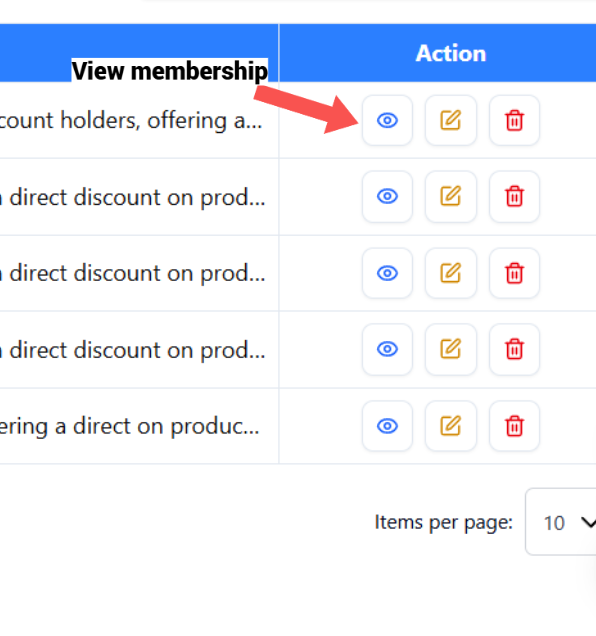 View membership
Action
count holders, offering a...
direct discount on prod...
direct discount on prod...
direct discount on prod...
ering a direct on produc...
Items per page: 10